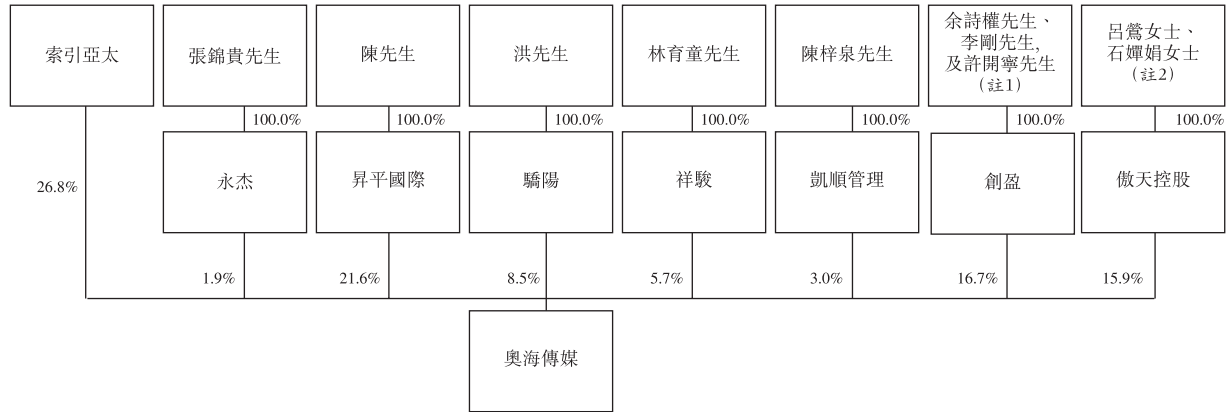 索引亞太
張錦貴先生
陳先生
洪先生
林育童先生
陳梓泉先生
余詩權先生、
李剛先生,
及許開寧先生
（註1）
呂鶯女士、
石嬋娟女士
（註2）
100.0%
100.0%
100.0%
100.0%
100.0%
100.0%
100.0%
26.8%
永杰
昇平國際
驕陽
祥駿
凱順管理
創盈
傲天控股
1.9%
21.6%
8.5%
5.7%
3.0%
16.7%
15.9%
奧海傳媒